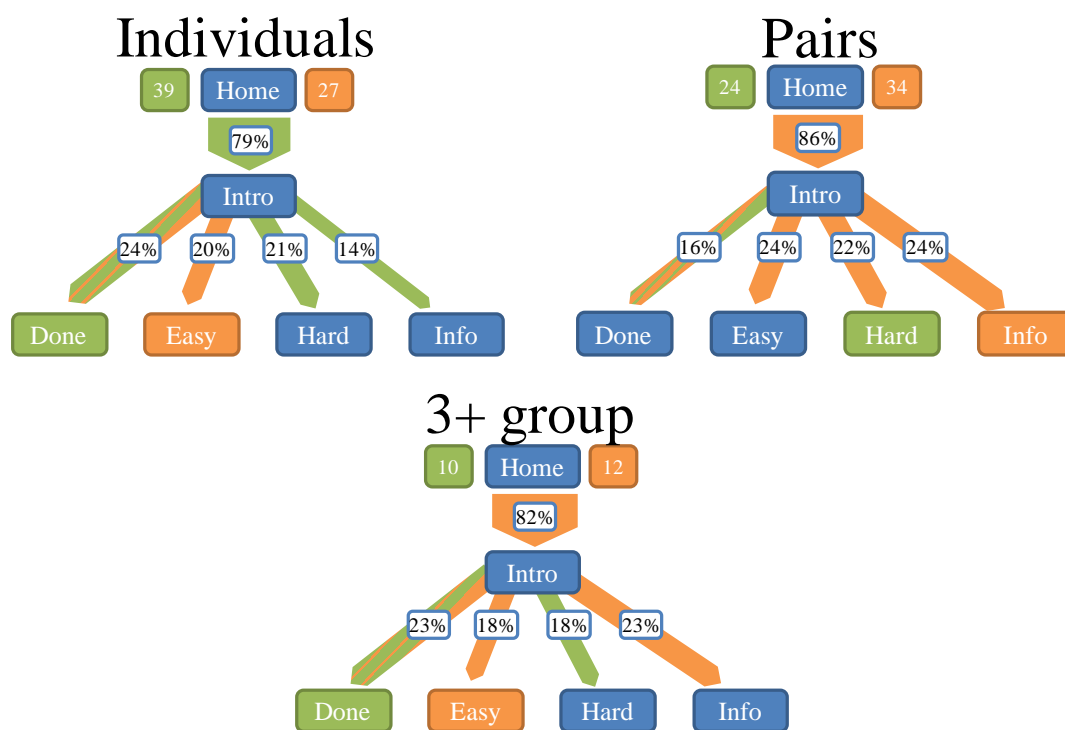 Individuals
39 Home 27
79%
Intro
24% 20% 21% 14%
Done Easy Hard Info
Pairs
24 Home 34
86%
Intro
16% 24% 22% 24%
Done Easy Hard Info
3+ group
10 Home 12
82%
Intro
23% 18% 18% 23%
Done Easy Hard Info